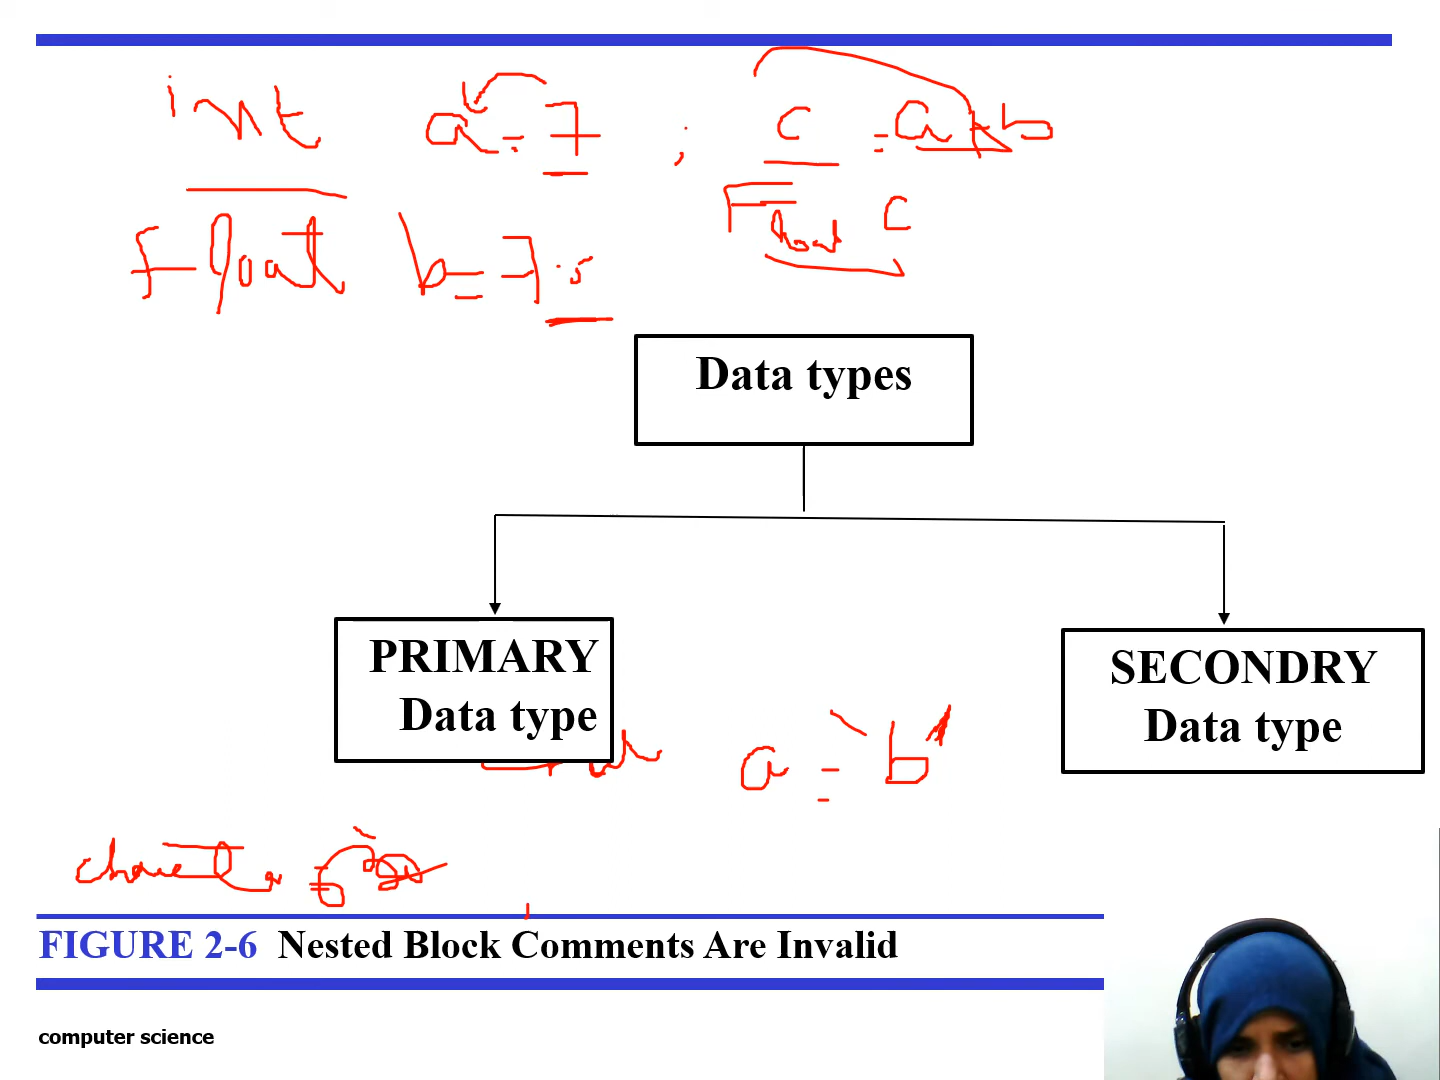 int a = 7 ; c = a + b
Float b = 7.5 Float c
Data types
PRIMARY
Data type
SECONDRY
Data type
a = 'b'
FIGURE 2-6 Nested Block Comments Are Invalid
computer science